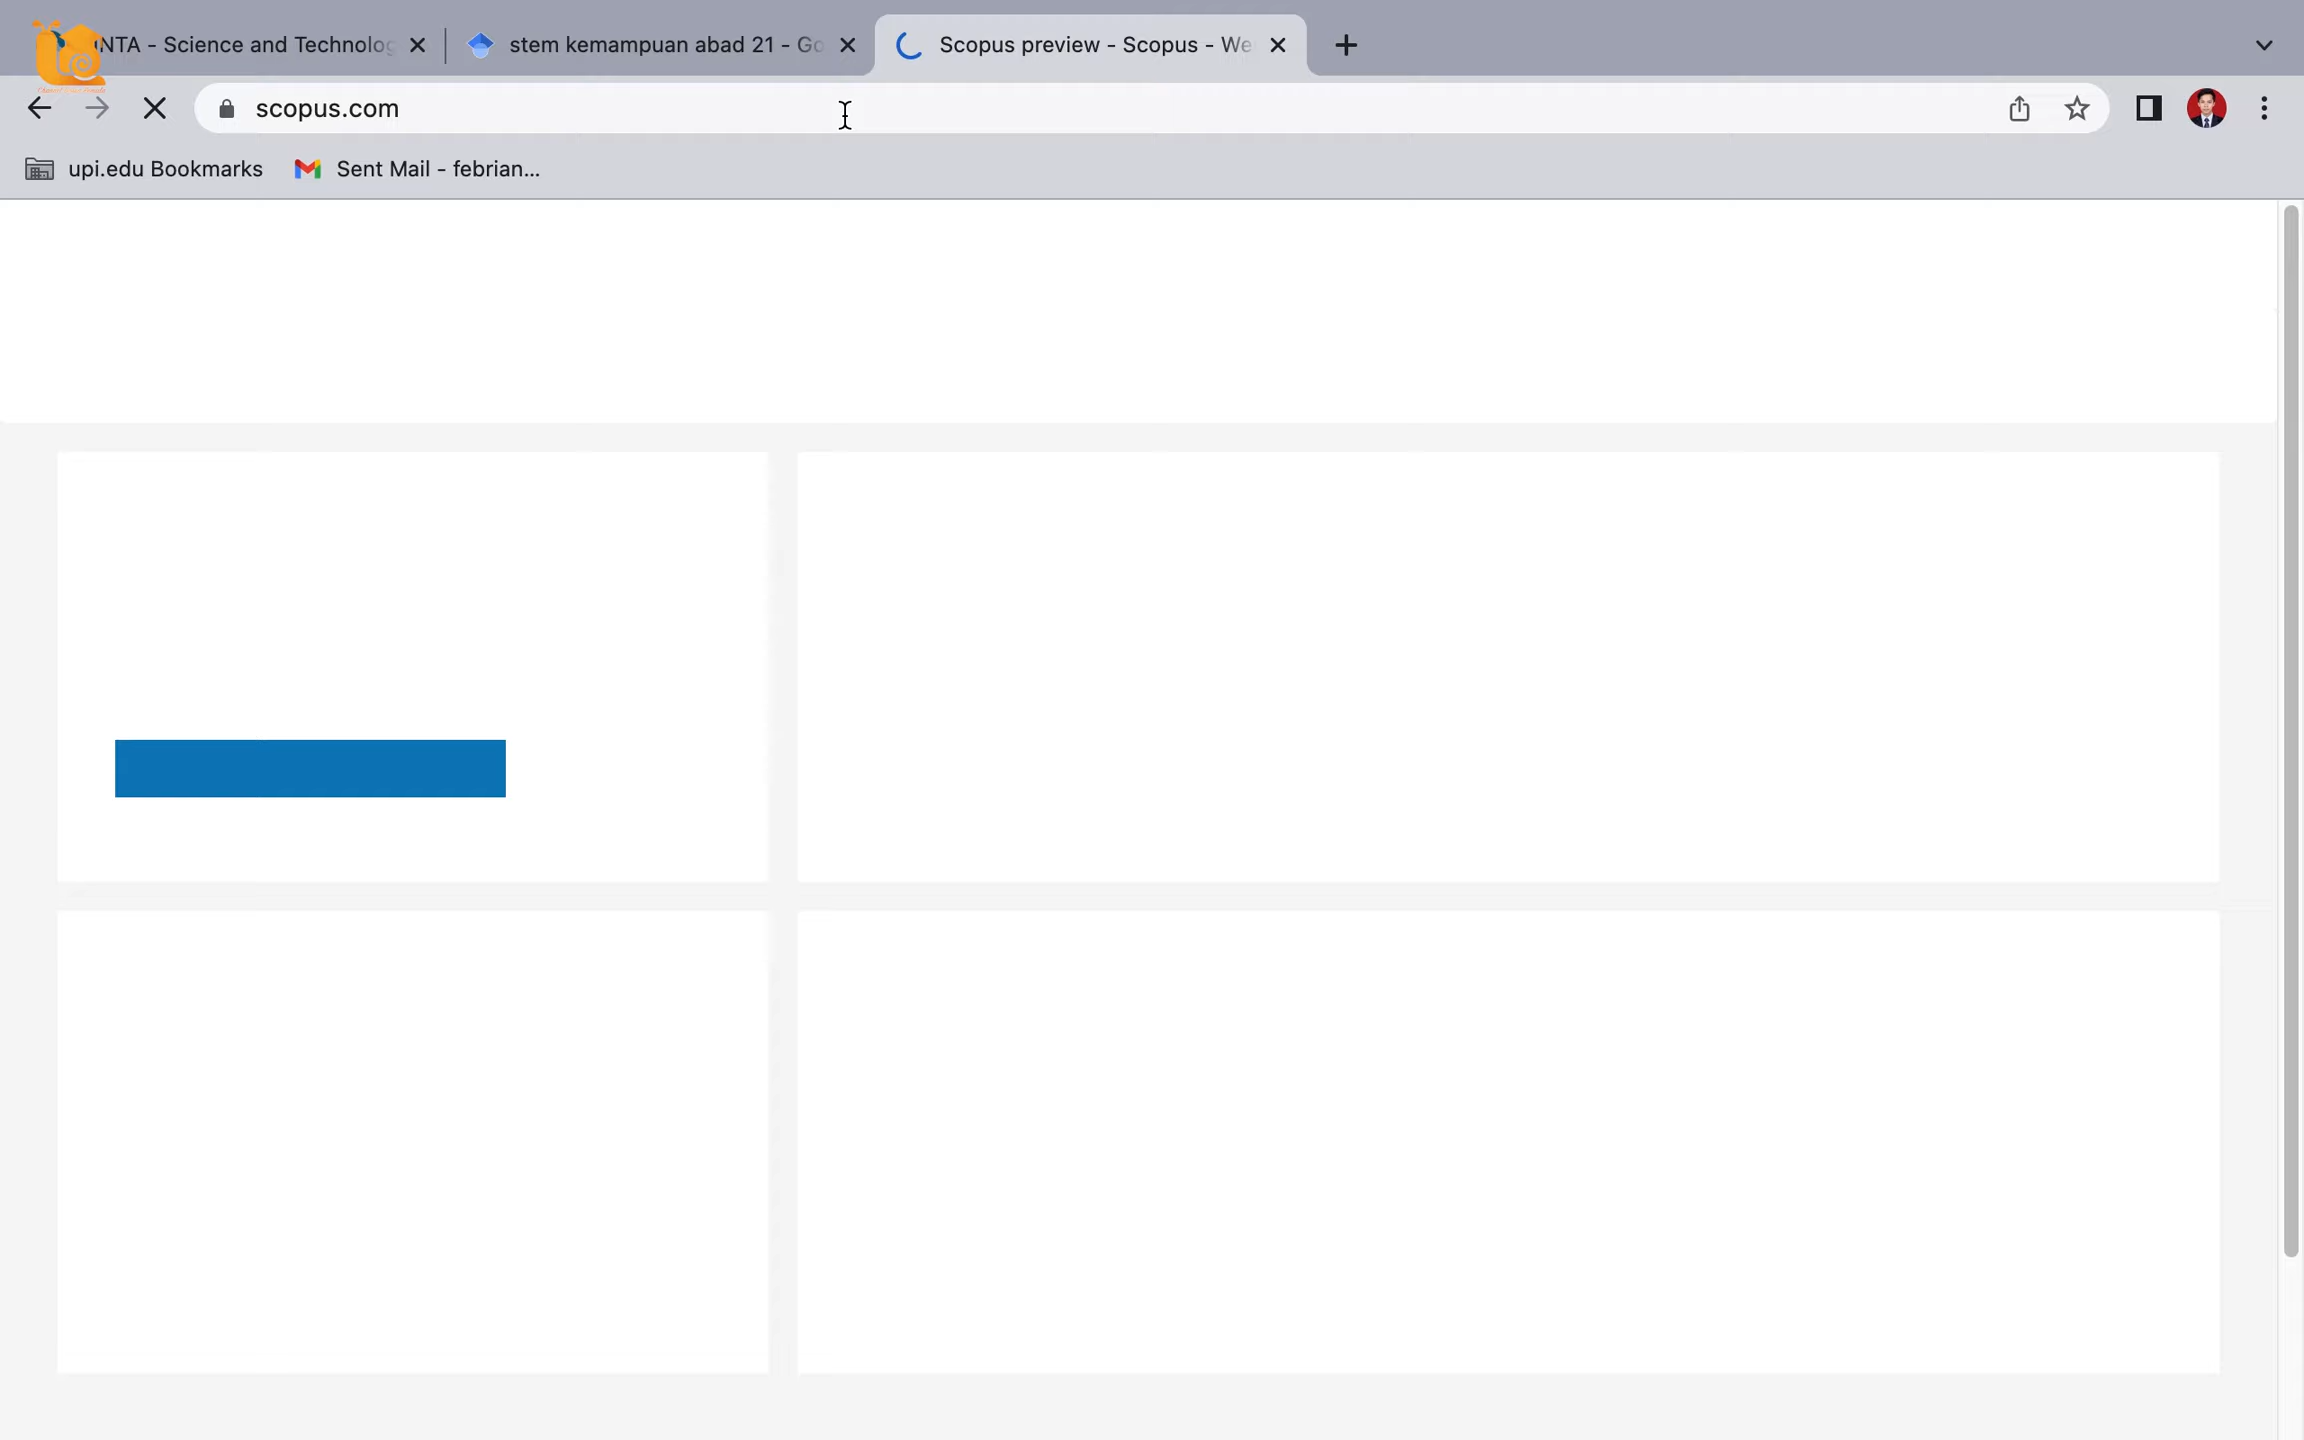 NTA - Science and Technolog
stem kemampuan abad 21 - Go
Scopus preview - Scopus - We
scopus.com
upi.edu Bookmarks
Sent Mail - febrian...